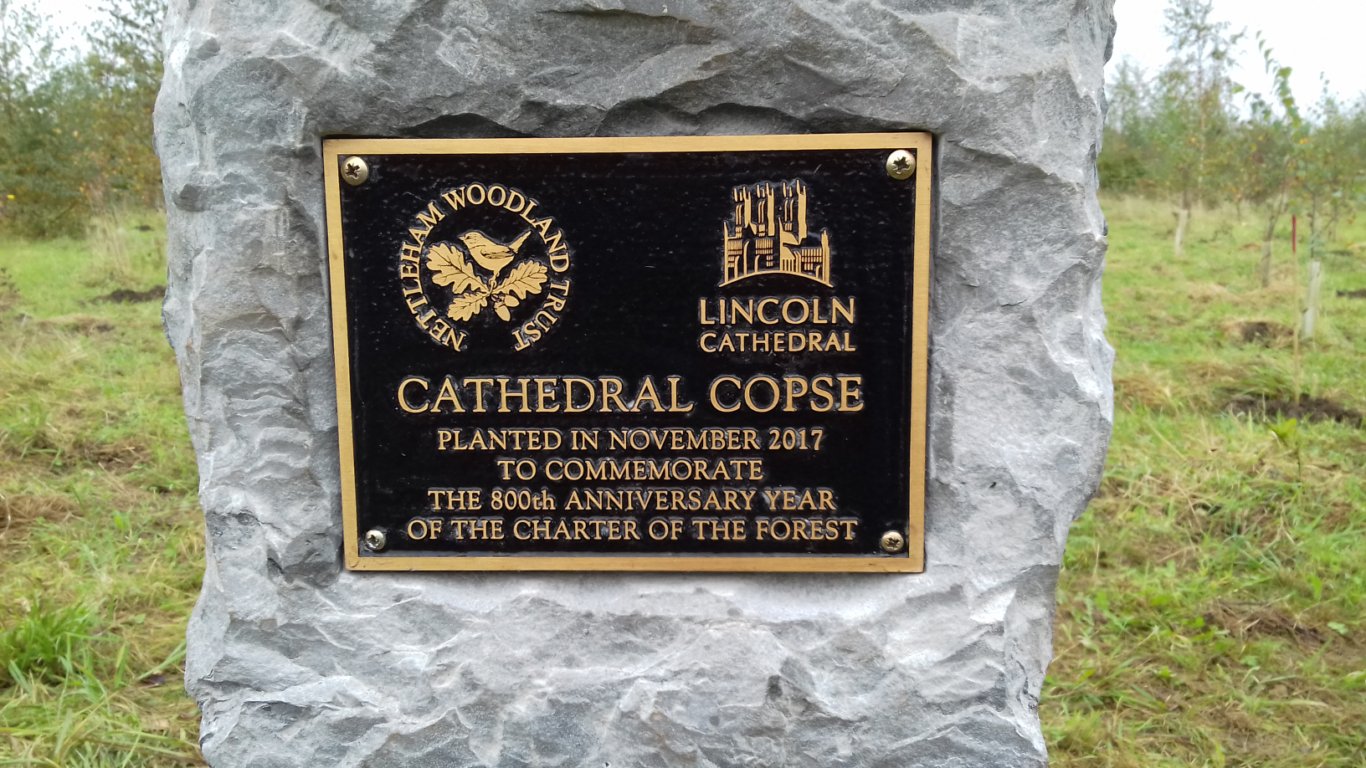 NETTLEHAM WOODLAND TRUST
LINCOLN
CATHEDRAL
CATHEDRAL COPSE
PLANTED IN NOVEMBER 2017
TO COMMEMORATE
THE 800th ANNIVERSARY YEAR
OF THE CHARTER OF THE FOREST